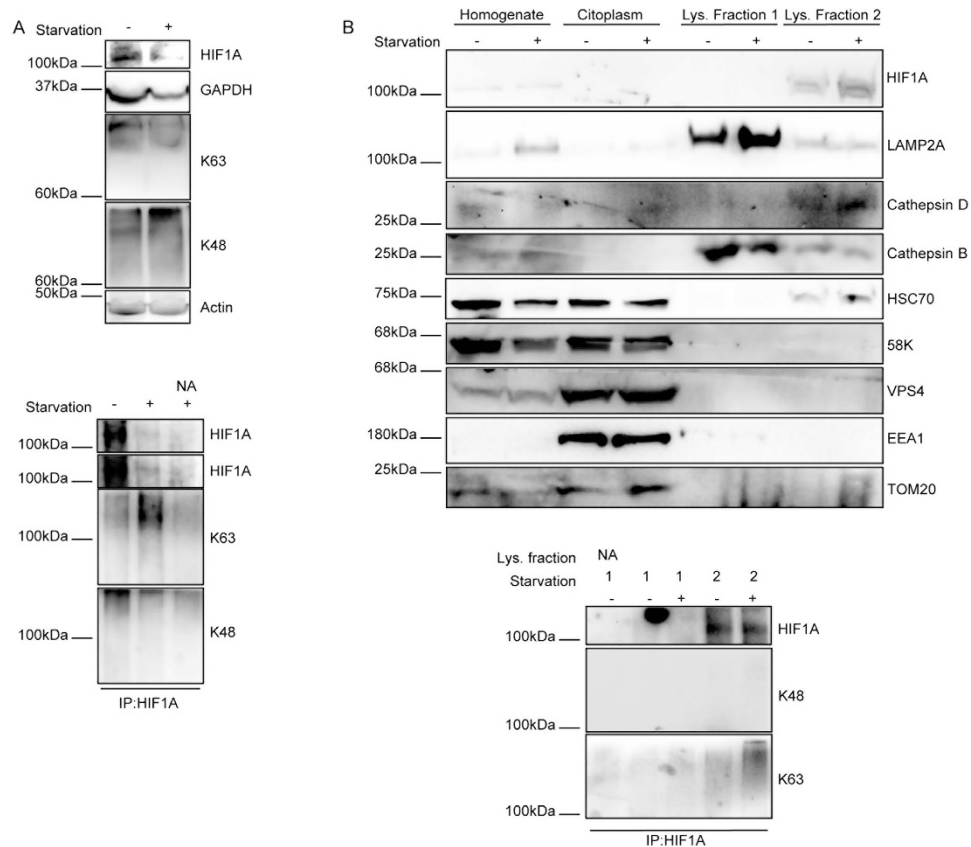 A
Starvation - +
100kDa HIF1A
37kDa GAPDH
K63
60kDa
K48
60kDa
50kDa
Actin
NA
Starvation - + +
100kDa HIF1A
100kDa HIF1A
K63
100kDa
K48
100kDa
IP:HIF1A
B
Homogenate Citoplasm Lys. Fraction 1 Lys. Fraction 2
Starvation - + - + - + - +
HIF1A
100kDa
LAMP2A
100kDa
Cathepsin D
25kDa
Cathepsin B
25kDa
75kDa HSC70
68kDa
58K
68kDa
VPS4
180kDa EEA1
25kDa
TOM20
Lys. fraction NA
Starvation 1 1 1 2 2
- - + - +
HIF1A
100kDa
K48
100kDa
K63
100kDa
IP:HIF1A